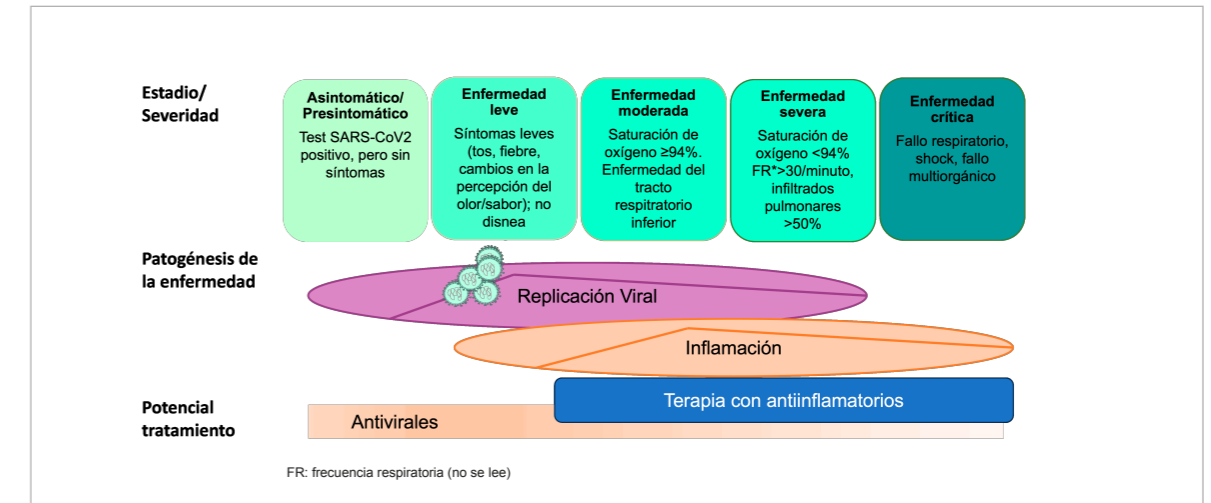 Estadio/
Severidad
Asintomático/
Presintomático
Test SARS-CoV2
positivo, pero sin
síntomas
Enfermedad
leve
Síntomas leves
(tos, fiebre,
cambios en la
percepción del
olor/sabor); no
disnea
Enfermedad
moderada
Saturación de
oxígeno ≥94%.
Enfermedad del
tracto
respitratorio
inferior
Enfermedad
severa
Saturación de
oxígeno <94%
FR*>30/minuto,
infiltrados
pulmonares
>50%
Enfermedad
crítica
Fallo respiratorio,
shock, fallo
multiorgánico
Patogénesis de
la enfermedad
Replicación Viral
Inflamación
Potencial
tratamiento
Terapia con antiinflamatorios
Antivirales
FR: frecuencia respiratoria (no se lee)